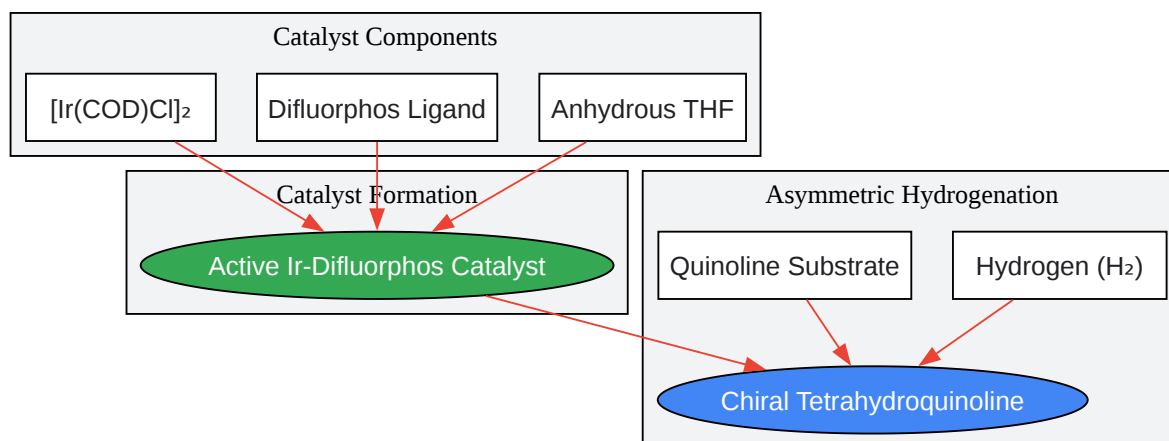 Catalyst Components
[Ir(COD)Cl]₂
Difluorphos Ligand
Anhydrous THF
Catalyst Formation
Active Ir-Difluorphos Catalyst
Asymmetric Hydrogenation
Quinoline Substrate
Hydrogen (H₂)
Chiral Tetrahydroquinoline